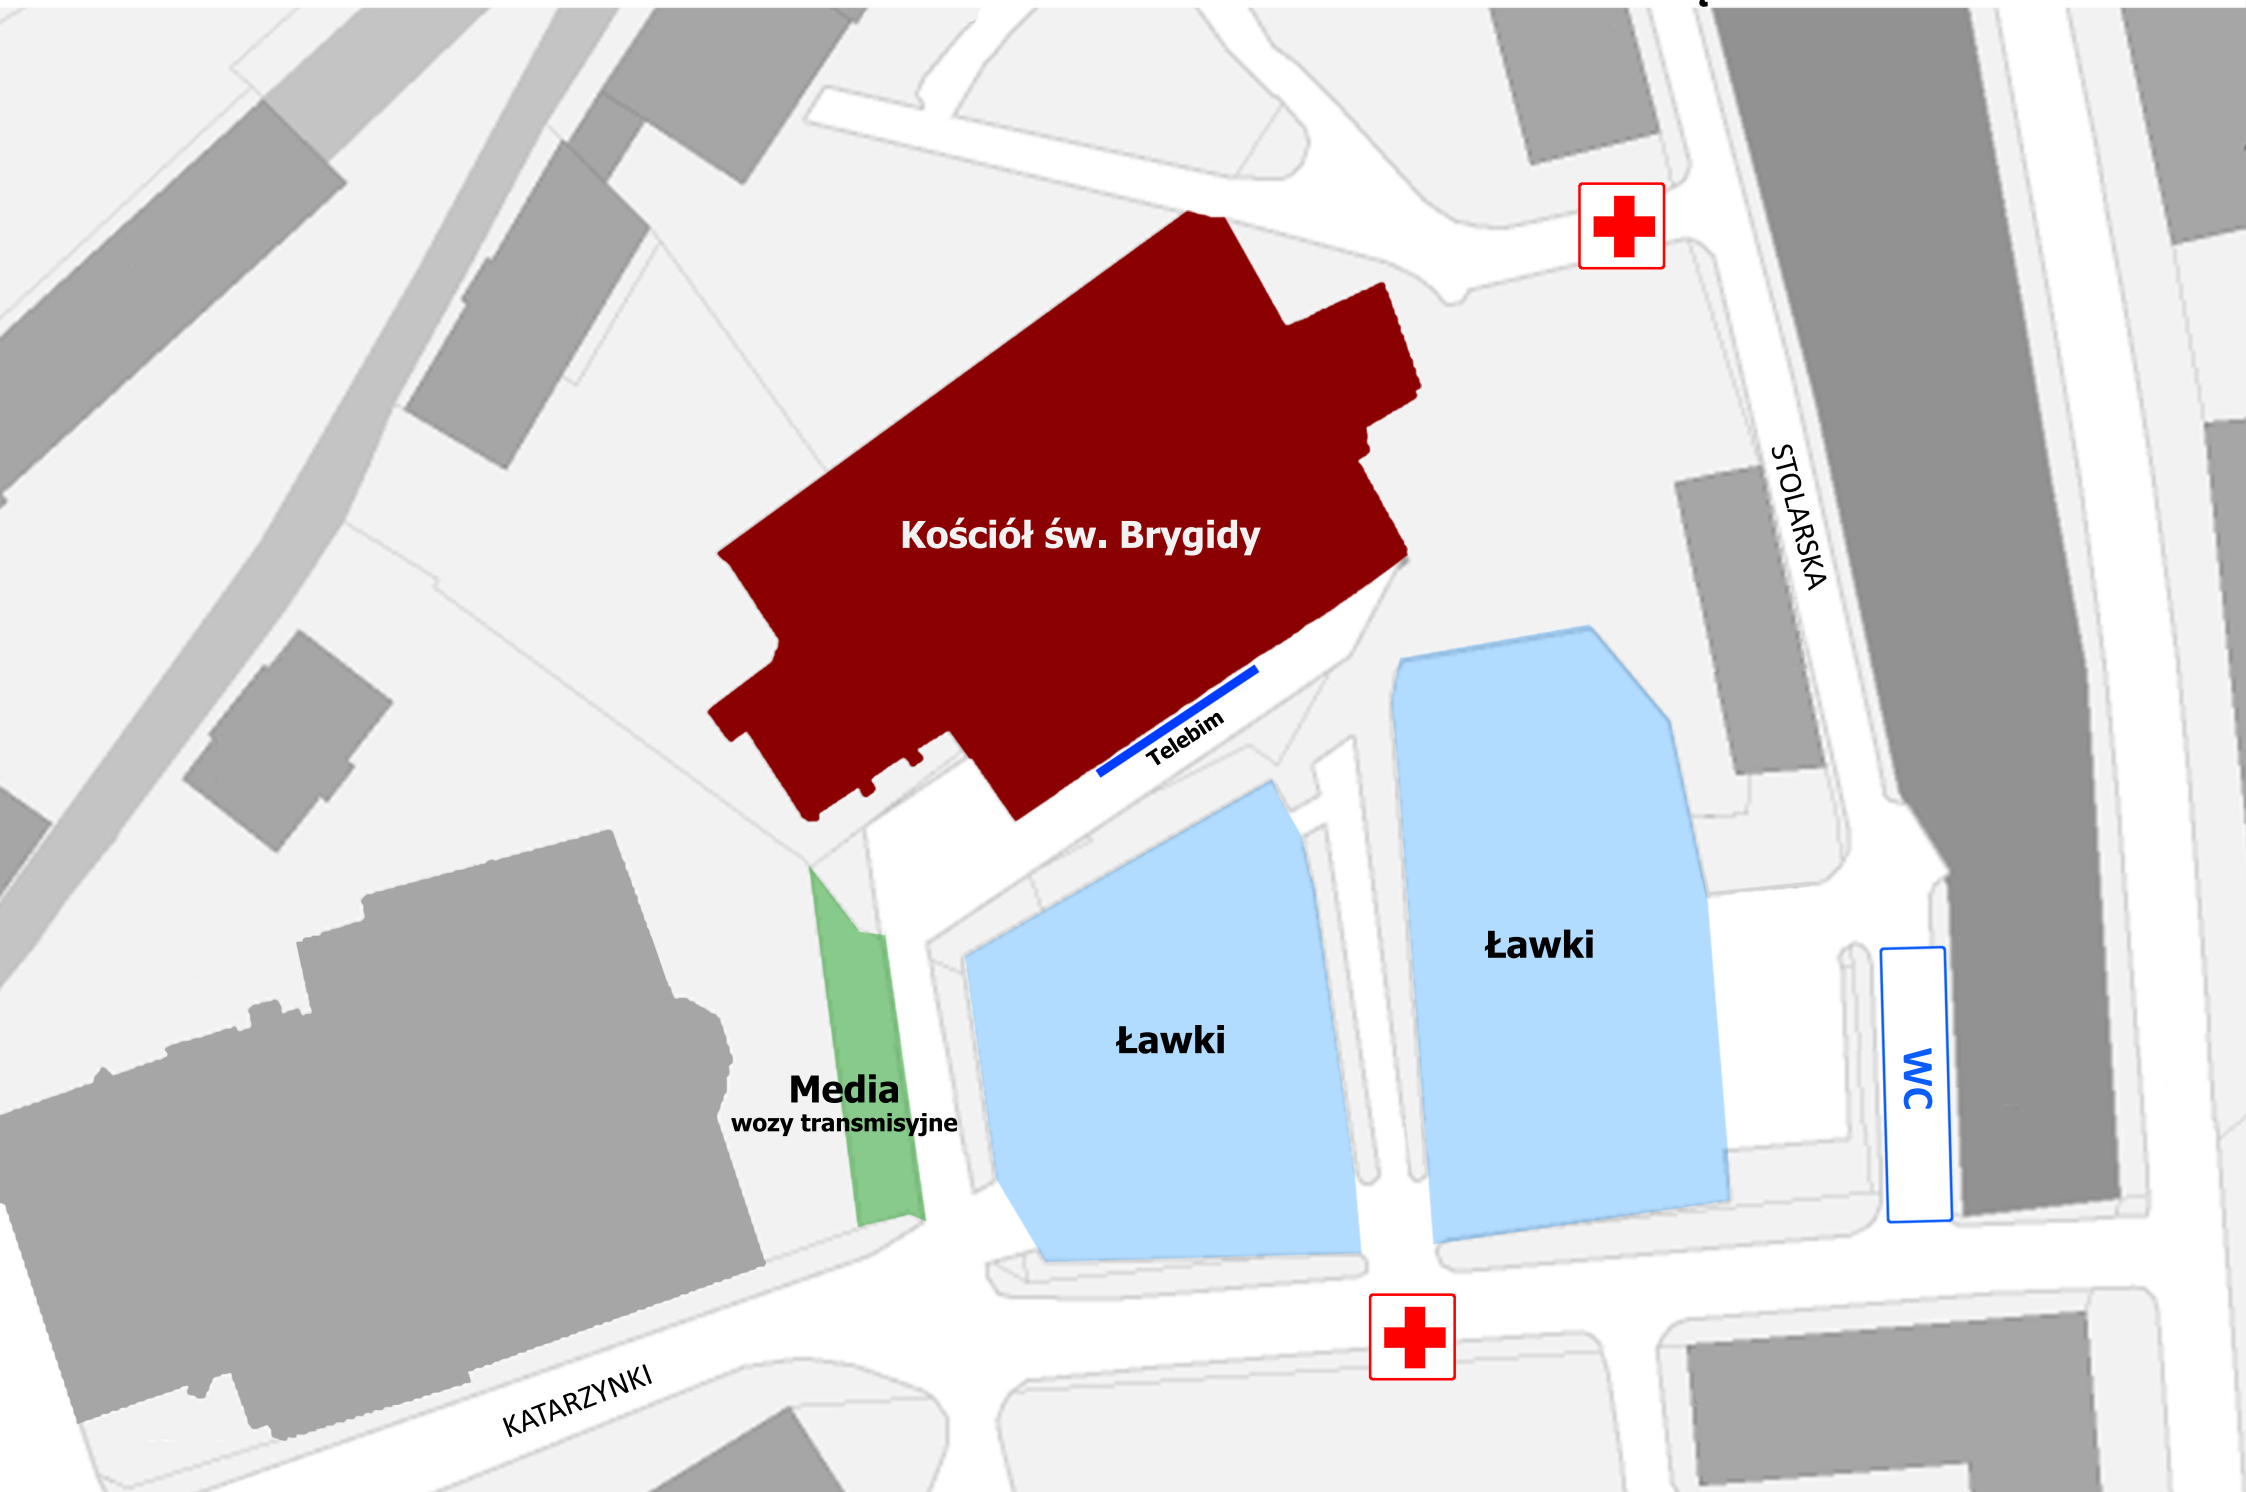 STOLARSKA
Kościół św. Brygidy
Telebim
Ławki
Ławki
Media
wozy transmisyjne
WC
KATARZYNKI